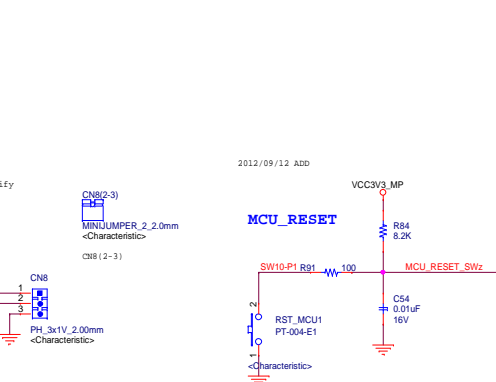 2012/09/12 ADD
ify
VCC3V3_MP
CN8(2-3)
MCU_RESET
MINIJUMPER_2_2.0mm
<Characteristic>
R84
8.2K
CN8(2-3)
SW10-P1 R91 100 MCU_RESET_SWz
CN8
1
2
3
PH_3x1V_2.00mm
<Characteristic>
C54
0.01uF
16V
2
RST_MCU1
PT-004-E1
1
<Characteristic>